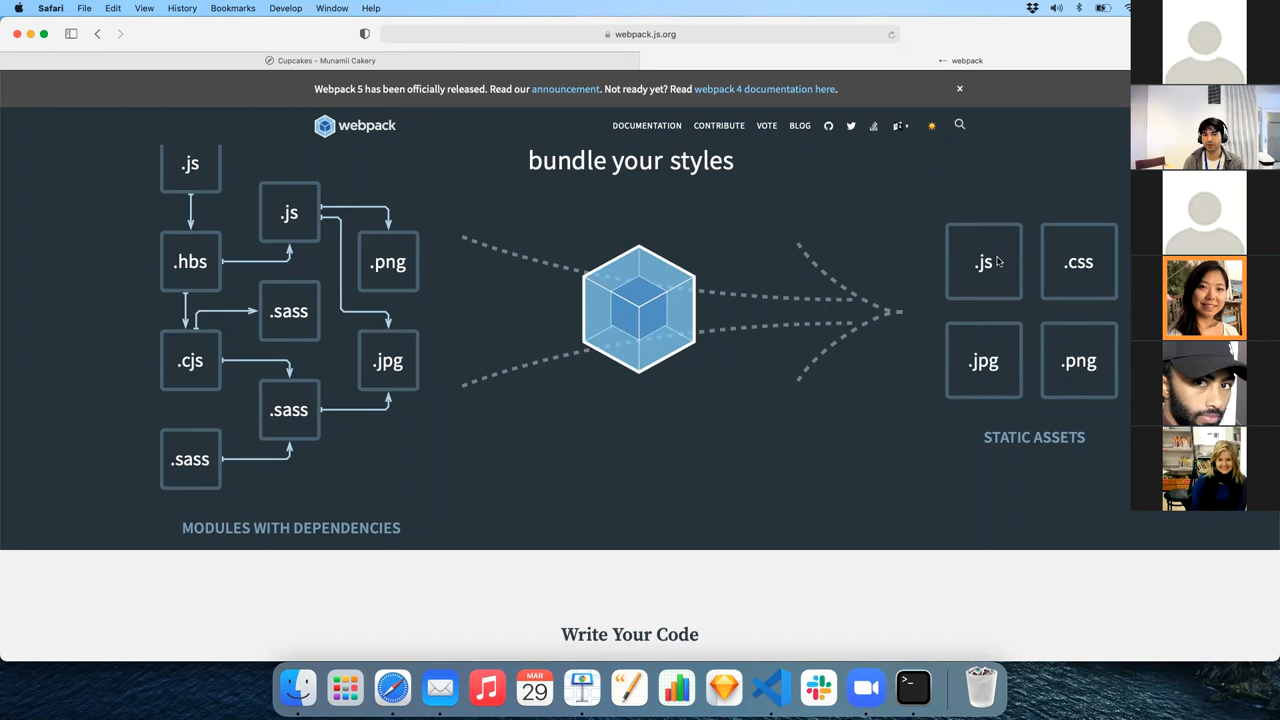 Safari File Edit View History Bookmarks Develop Window Help
webpack.js.org
Cupcakes - Munamii Cakery
webpack
Webpack 5 has been officially released. Read our announcement. Not ready yet? Read webpack 4 documentation here.
×
webpack
DOCUMENTATION CONTRIBUTE VOTE BLOG
bundle your styles
.js
.js
.hbs
.png
.sass
.cjs
.jpg
.sass
.sass
MODULES WITH DEPENDENCIES
.js
.css
.jpg
.png
STATIC ASSETS
Write Your Code
MAR
29
>_